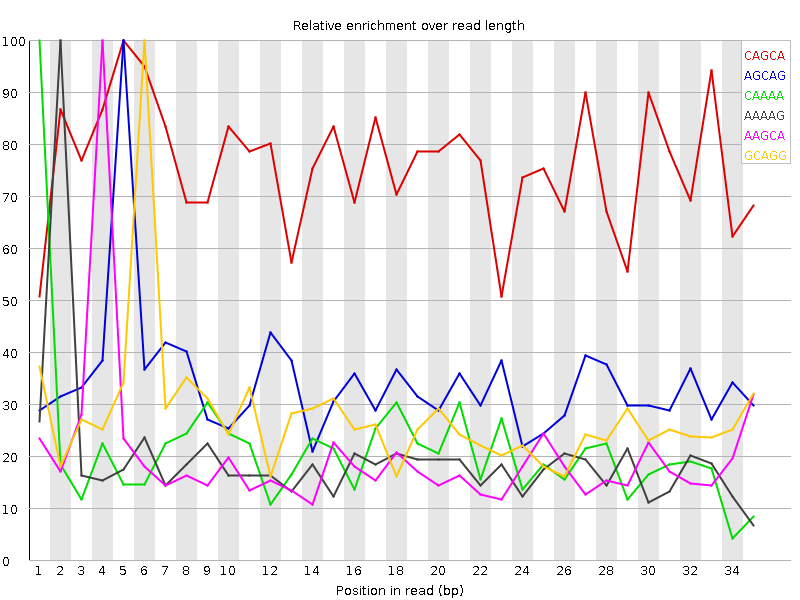 Relative enrichment over read length
100
90
80
70
60
50
40
30
20
10
0
CAGCA
AGCAG
CAAAA
AAAAG
AAGCA
GCAGG
1 2 3 4 5 6 7 8 9 10 12 14 16 18 20 22 24 26 28 30 32 34
Position in read (bp)